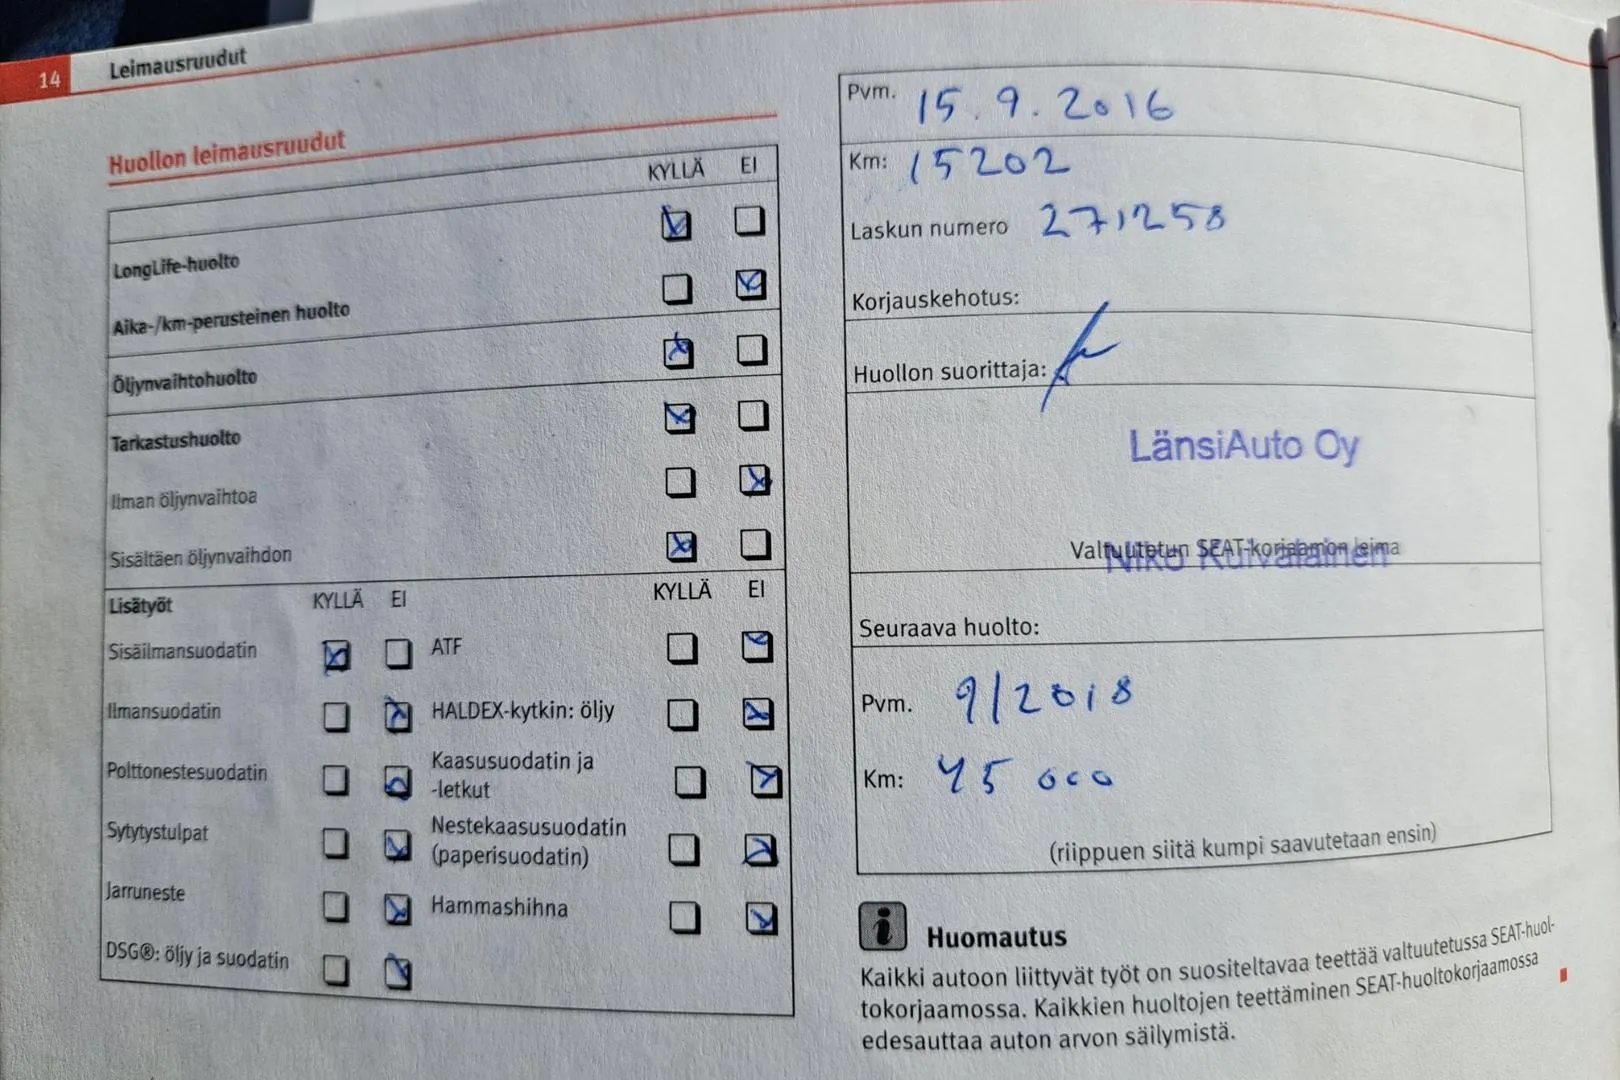 14 Leimausruudut
Huollon leimausruudut
KYLLÄ EI
LongLife-huolto
Aika-/km-perusteinen huolto
Öljynvaihtohuolto
Tarkastushuolto
Ilman öljynvaihtoa
Sisältäen öljynvaihdon
Lisätyöt KYLLÄ EI KYLLÄ EI
Sisäilmansuodatin ATF
Ilmansuodatin HALDEX-kytkin: öljy
Polttonestesuodatin Kaasusuodatin ja
-letkut
Sytytystulpat Nestekaasusuodatin
(paperisuodatin)
Jarruneste Hammashihna
DSG®: öljy ja suodatin
Pvm. 15.9.2016
Km: 15202
Laskun numero 271258
Korjauskehotus:
Huollon suorittaja:
LänsiAuto Oy
Valtuutetun SEAT-korjaamon leima
Niko Kuivalainen
Seuraava huolto:
Pvm. 9/2018
Km: 45 000
(riippuen siitä kumpi saavutetaan ensin)
i Huomautus
Kaikki autoon liittyvät työt on suositeltavaa teettää valtuutetussa SEAT-huol-
tokorjaamossa. Kaikkien huoltojen teettäminen SEAT-huoltokorjaamossa
edesauttaa auton arvon säilymistä.